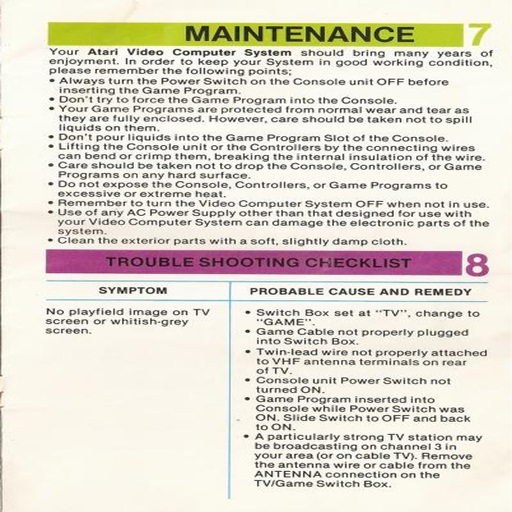 MAINTENANCE 7
Your Atari Video Computer System should bring many years of
enjoyment. In order to keep your System in good working condition,
please remember the following points;
• Always turn the Power Switch on the Console unit OFF before
inserting the Game Program.
• Don't try to force the Game Program into the Console.
• Your Game Programs are protected from normal wear and tear as
they are fully enclosed. However, care should be taken not to spill
liquids on them.
• Don't pour liquids into the Game Program Slot of the Console.
• Lifting the Console unit or the Controllers by the connecting wires
can bend or crimp them, breaking the internal insulation of the wire.
• Care should be taken not to drop the Console, Controllers, or Game
Programs on any hard surface.
• Do not expose the Console, Controllers, or Game Programs to
excessive or extreme heat.
• Remember to turn the Video Computer System OFF when not in use.
• Use of any AC Power Supply other than that designed for use with
your Video Computer System can damage the electronic parts of the
system.
• Clean the exterior parts with a soft, slightly damp cloth.
TROUBLE SHOOTING CHECKLIST 8
SYMPTOM
No playfield image on TV
screen or whitish-grey
screen.
PROBABLE CAUSE AND REMEDY
• Switch Box set at "TV", change to
"GAME".
• Game Cable not properly plugged
into Switch Box.
• Twin-lead wire not properly attached
to VHF antenna terminals on rear
of TV.
• Console unit Power Switch not
turned ON.
• Game Program inserted into
Console while Power Switch was
ON. Slide Switch to OFF and back
to ON.
• A particularly strong TV station may
be broadcasting on channel 3 in
your area (or on cable TV). Remove
the antenna wire or cable from the
ANTENNA connection on the
TV/Game Switch Box.